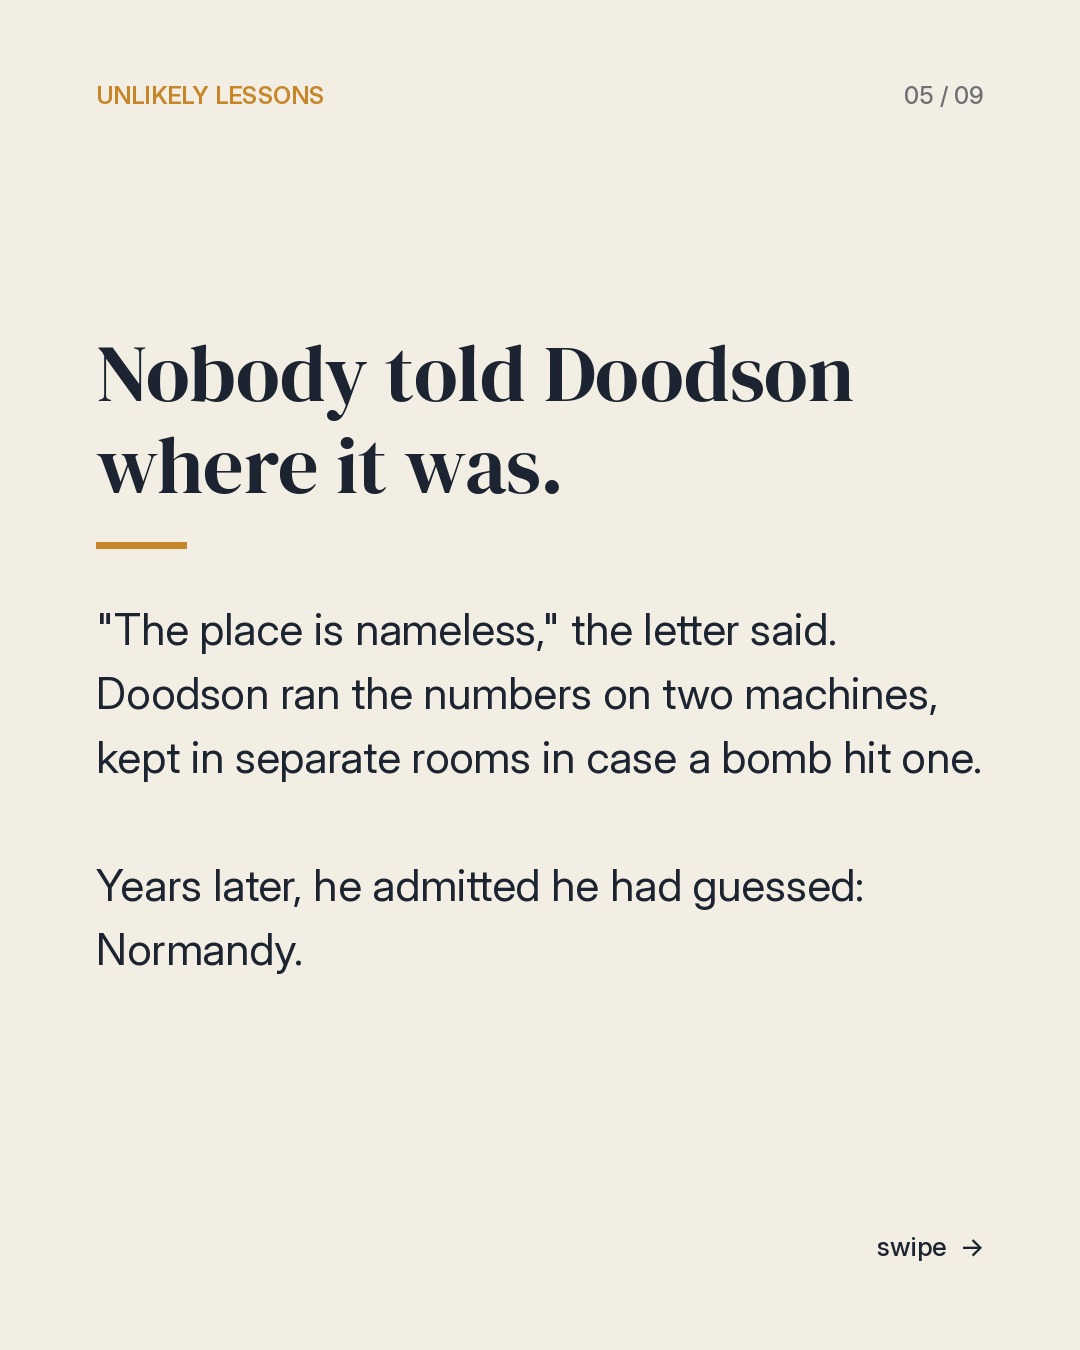 UNLIKELY LESSONS
05 / 09
Nobody told Doodson
where it was.
"The place is nameless," the letter said.
Doodson ran the numbers on two machines,
kept in separate rooms in case a bomb hit one.
Years later, he admitted he had guessed:
Normandy.
swipe →